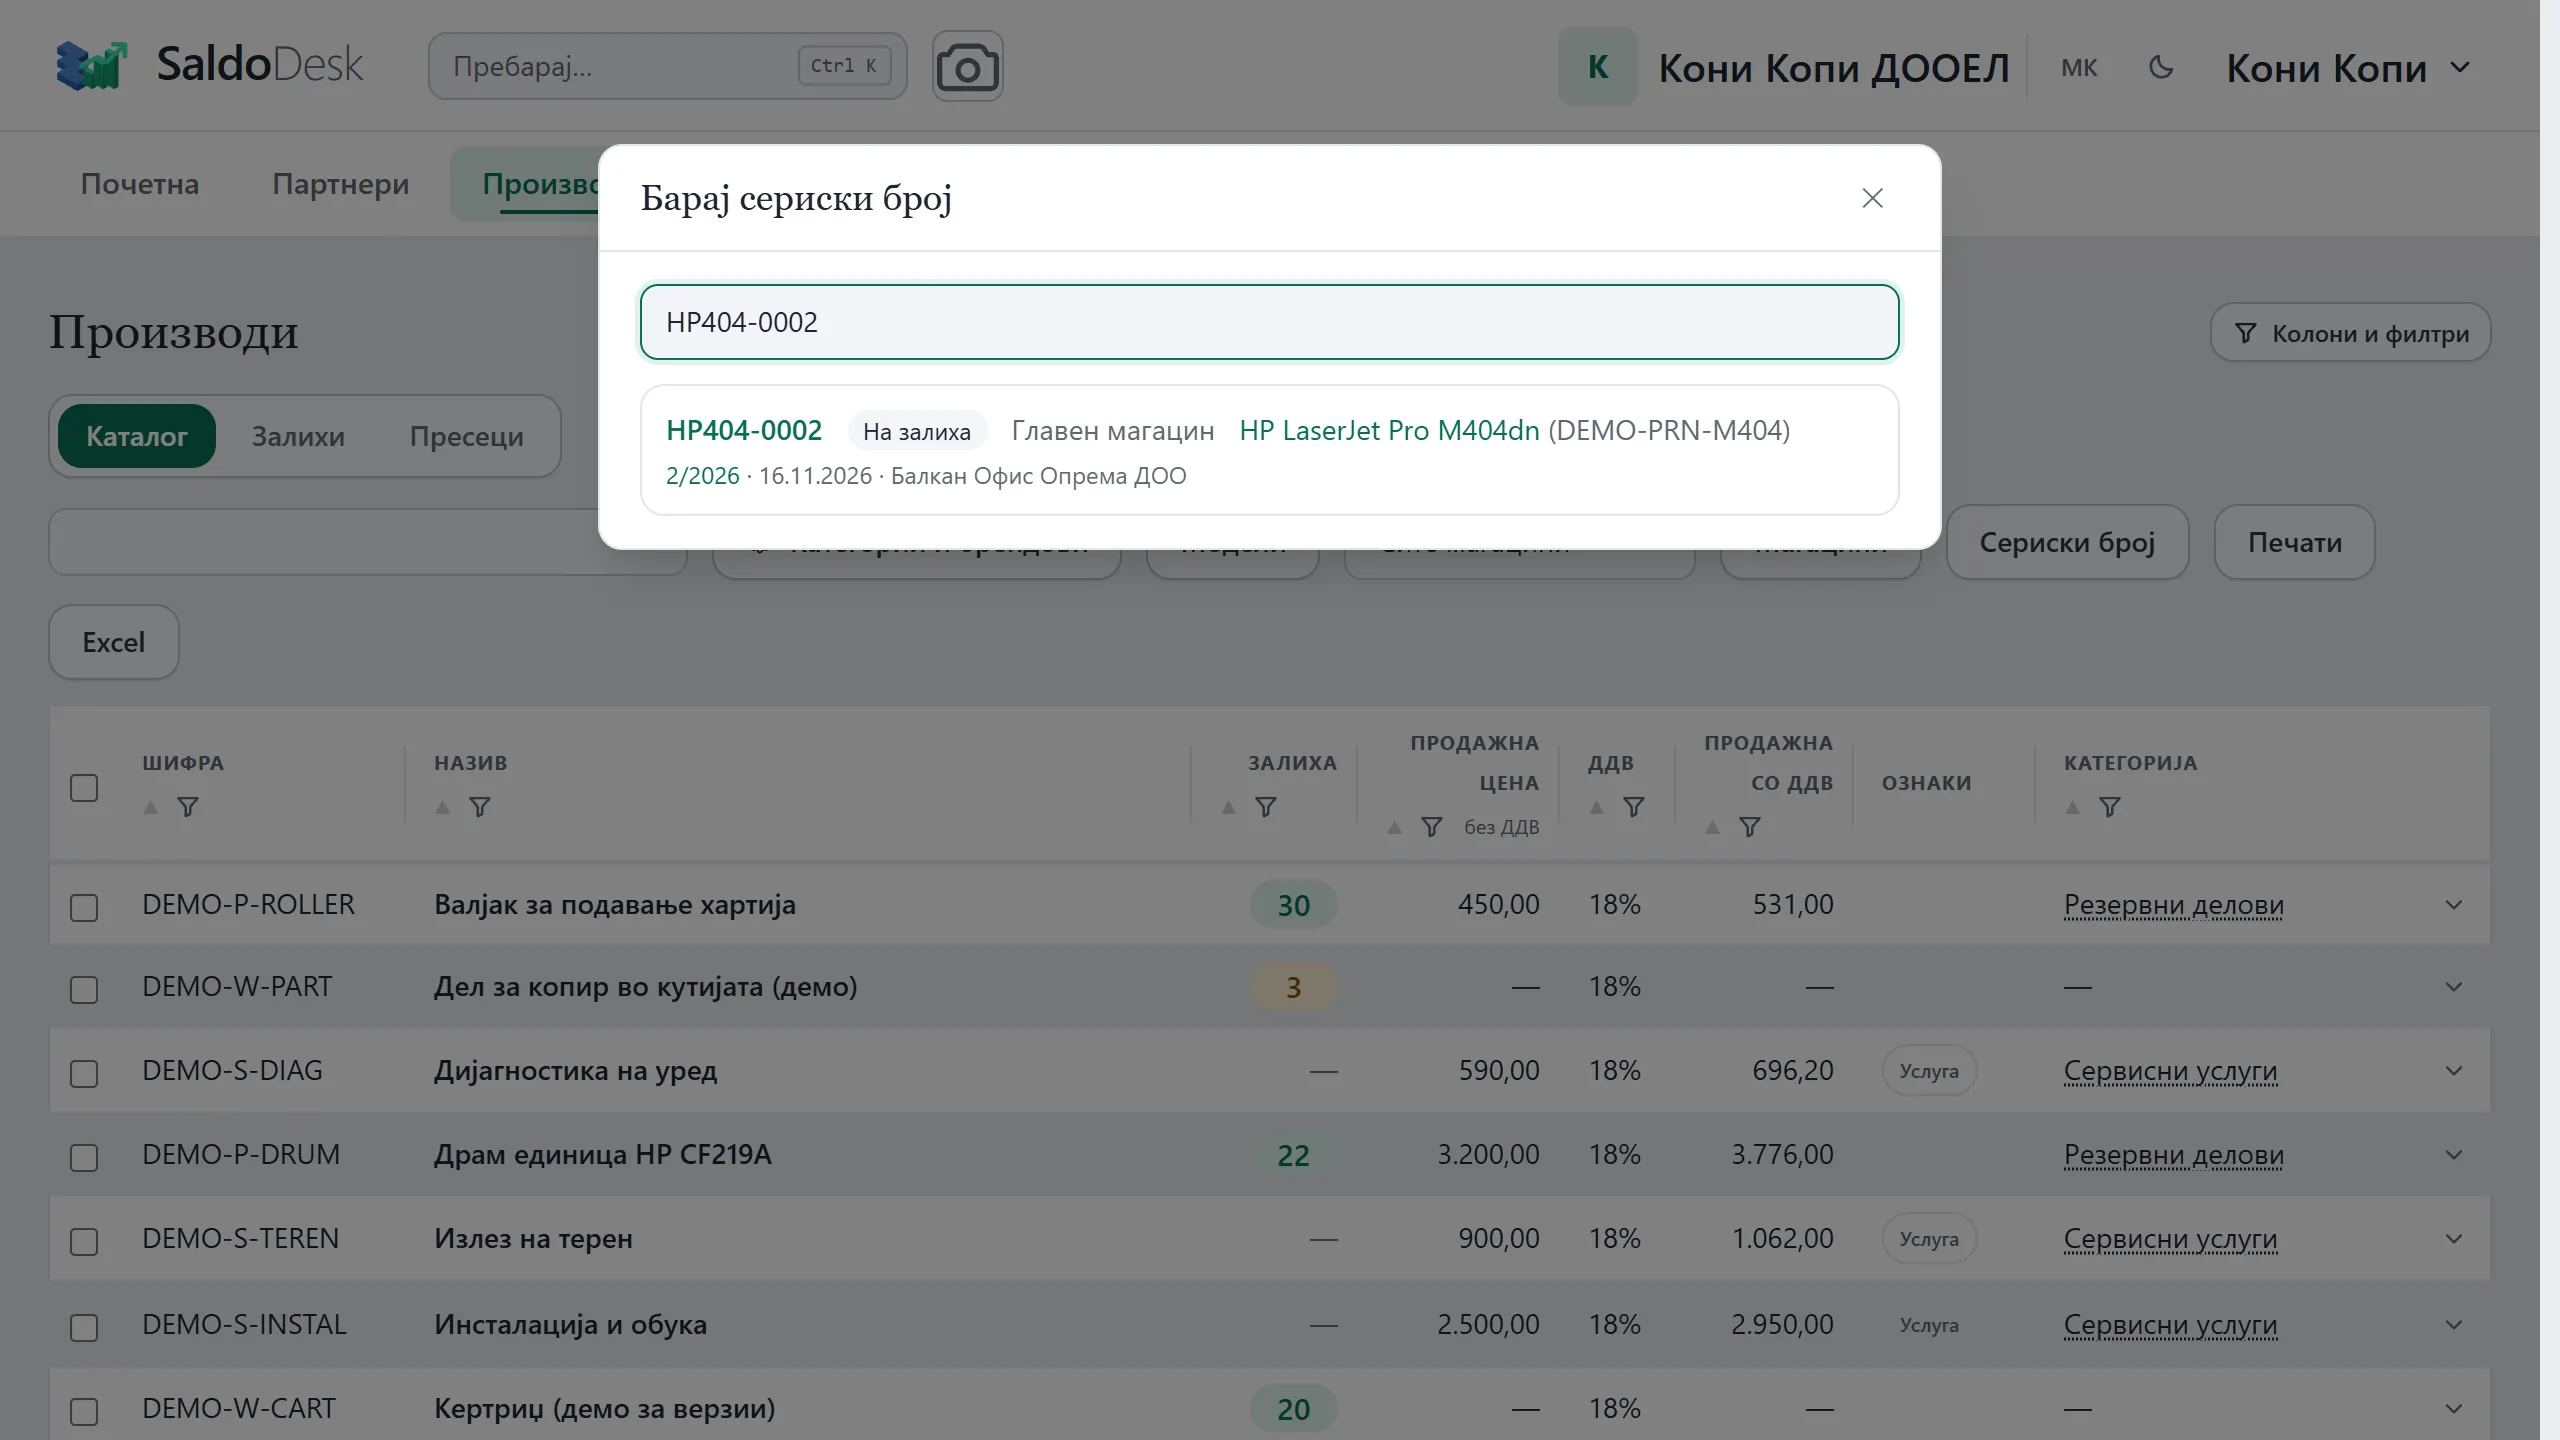 SaldoDesk
Пребарај... Ctrl K
К Кони Копи ДООЕЛ МК Кони Копи
Почетна Партнери
Барај сериски број
HP404-0002
HP404-0002 На залиха Главен магацин HP LaserJet Pro M404dn (DEMO-PRN-M404)
2/2026 · 16.11.2026 · Балкан Офис Опрема ДОО
Производи Колони и филтри
Каталог Залихи Пресеци
Сериски број Печати
Excel
ШИФРА НАЗИВ ЗАЛИХА ПРОДАЖНА ЦЕНА без ДДВ ДДВ ПРОДАЖНА СО ДДВ ОЗНАКИ КАТЕГОРИЈА
DEMO-P-ROLLER Валјак за подавање хартија 30 450,00 18% 531,00 Резервни делови
DEMO-W-PART Дел за копир во кутијата (демо) 3 — 18% — —
DEMO-S-DIAG Дијагностика на уред — 590,00 18% 696,20 Услуга Сервисни услуги
DEMO-P-DRUM Драм единица HP CF219A 22 3.200,00 18% 3.776,00 Резервни делови
DEMO-S-TEREN Излез на терен — 900,00 18% 1.062,00 Услуга Сервисни услуги
DEMO-S-INSTAL Инсталација и обука — 2.500,00 18% 2.950,00 Услуга Сервисни услуги
DEMO-W-CART Кертриџ (демо за верзии) 20 — 18% — —